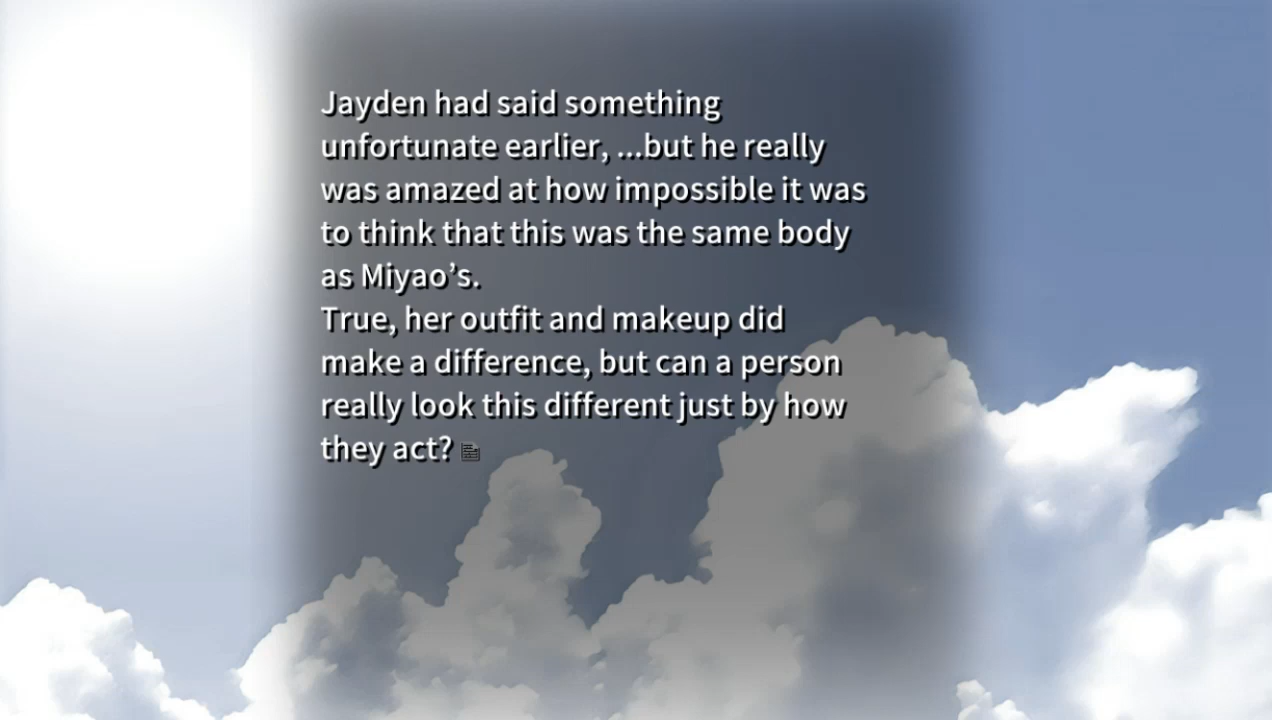 Jayden had said something
unfortunate earlier, ...but he really
was amazed at how impossible it was
to think that this was the same body
as Miyao’s.
True, her outfit and makeup did
make a difference, but can a person
really look this different just by how
they act?